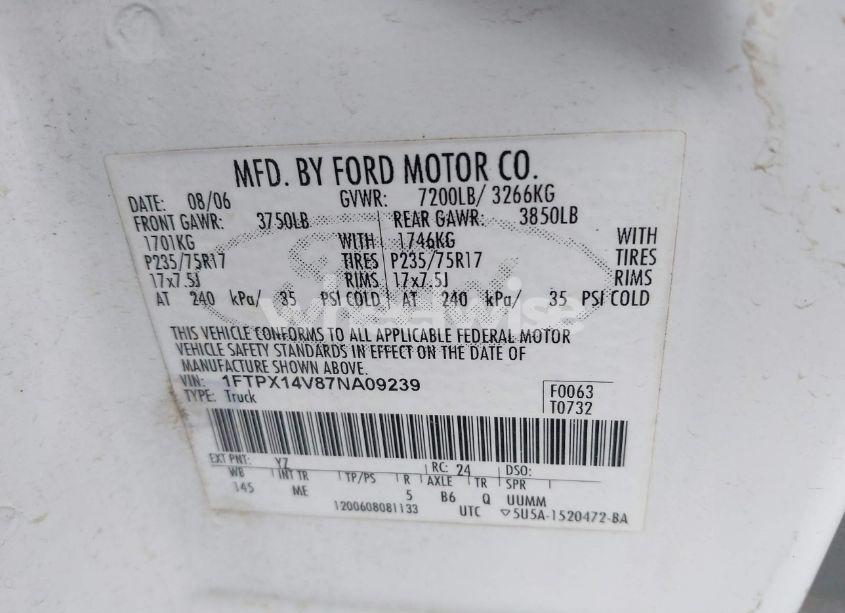 MFD. BY FORD MOTOR CO.
DATE: 08/06 GVWR: 7200LB/ 3266KG
FRONT GAWR: 3750LB REAR GAWR: 3850LB
1701KG WITH 1746KG WITH
P235/75R17 TIRES P235/75R17 TIRES
17x7.5J RIMS 17x7.5J RIMS
AT 240 kPa/ 35 PSI COLD AT 240 kPa/ 35 PSI COLD
wheelwise
THIS VEHICLE CONFORMS TO ALL APPLICABLE FEDERAL MOTOR
VEHICLE SAFETY STANDARDS IN EFFECT ON THE DATE OF
MANUFACTURE SHOWN ABOVE.
VIN: 1FTPX14V87NA09239 F0063
TYPE: Truck T0732
EXT PNT: YZ RC: 24 DSO:
WB INT TR TP/PS R AXLE TR SPR
145 ME 5 B6 Q UUMM
1200608081133 UTC ▽5U5A-1520472-BA